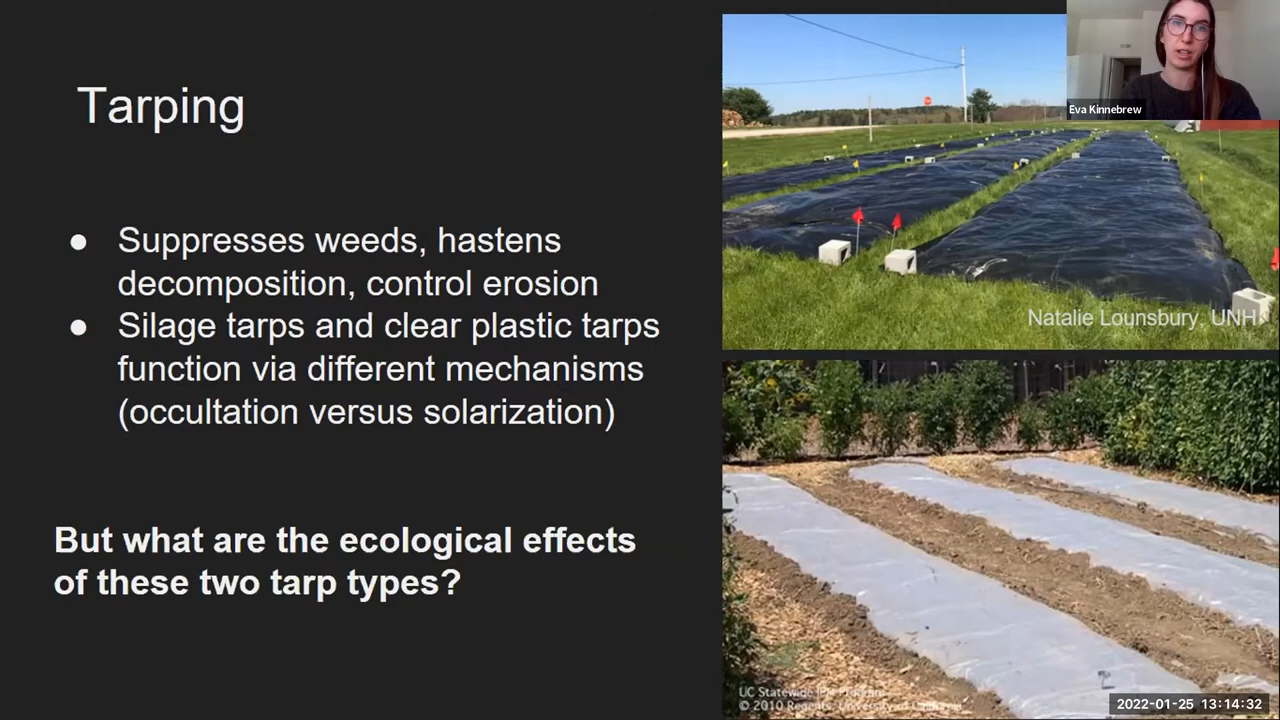 Tarping
● Suppresses weeds, hastens
decomposition, control erosion
● Silage tarps and clear plastic tarps
function via different mechanisms
(occultation versus solarization)
But what are the ecological effects
of these two tarp types?
Eva Kinnebrew
Natalie Lounsbury, UNH
UC Statewide IPM Program
© 2010 Regents, University of California
2022-01-25 13:14:32